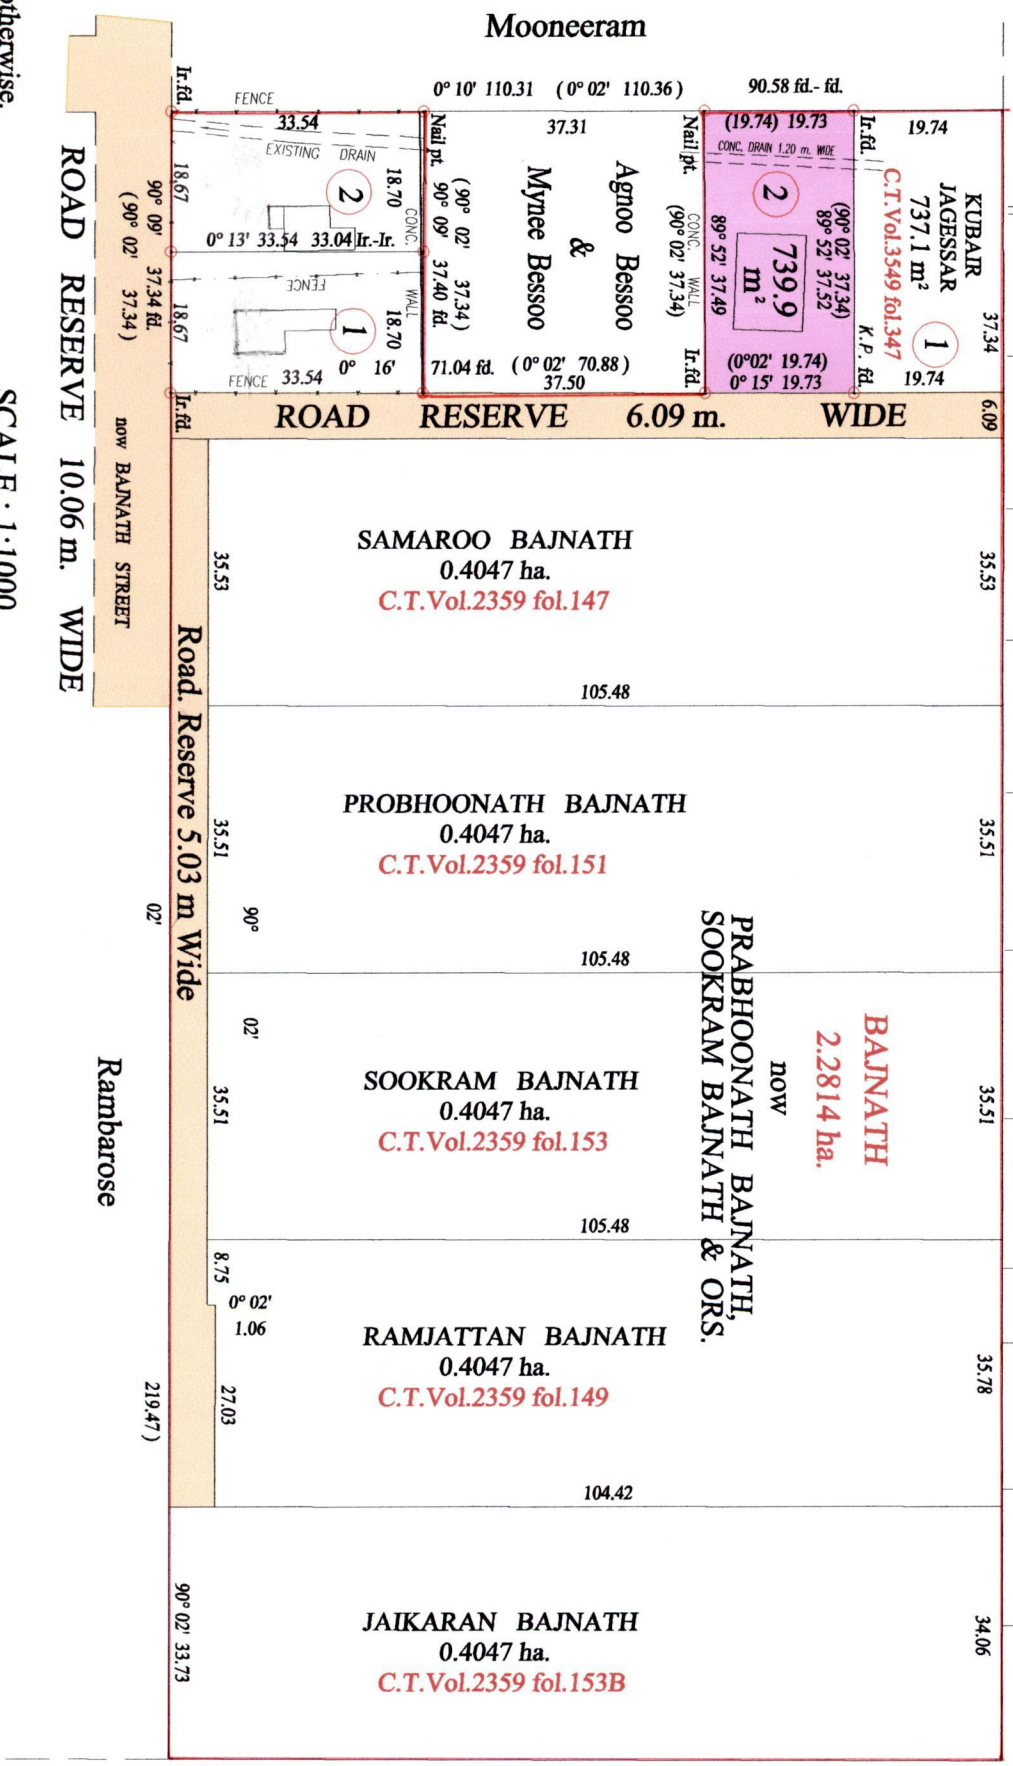 Mooneeram
otherwise.
SCALE : 1:1000
ROAD RESERVE 10.06 m. WIDE
90° 09' 37.34 fd.
( 90° 02' 37.34 )
now BAJNATH STREET
Ir.fd.
FENCE
33.54
EXISTING DRAIN
18.67
2
18.70
0° 13' 33.54 33.04 Ir.-Ir.
FENCE
18.67
1
18.70
FENCE 33.54 0° 16'
Ir.fd.
CONC. WALL
0° 10' 110.31 ( 0° 02' 110.36 )
90.58 fd.- fd.
Nail pt.
( 90° 02' 37.34)
90° 09' 37.40 fd.
37.31
Nail pt.
Agnoo Bessoo
&
Mynee Bessoo
CONC. WALL
(90° 02' 37.34)
71.04 fd. ( 0° 02' 70.88 )
37.50
Ir.fd.
(19.74) 19.73
CONC. DRAIN 1.20 m. WIDE
2
739.9
m²
89° 52' 37.49
(90° 02' 37.34)
89° 52' 37.52
(0°02' 19.74)
0° 15' 19.73
Ir.fd.
19.74
KUBAIR
JAGESSAR
737.1 m²
C.T.Vol.3549 fol.347
1
37.34
K.P. fd.
19.74
ROAD RESERVE 6.09 m. WIDE
6.09
SAMAROO BAJNATH
0.4047 ha.
C.T.Vol.2359 fol.147
35.53
35.53
105.48
Road. Reserve 5.03 m Wide
PROBHOONATH BAJNATH
0.4047 ha.
C.T.Vol.2359 fol.151
35.51
35.51
90° 02'
02'
105.48
BAJNATH
2.2814 ha.
now
PRABHOONATH BAJNATH,
SOOKRAM BAJNATH & ORS.
SOOKRAM BAJNATH
0.4047 ha.
C.T.Vol.2359 fol.153
35.51
35.51
Rambarose
105.48
8.75
0° 02'
1.06
RAMJATTAN BAJNATH
0.4047 ha.
C.T.Vol.2359 fol.149
27.03
35.78
219.47 )
104.42
JAIKARAN BAJNATH
0.4047 ha.
C.T.Vol.2359 fol.153B
90° 02' 33.73
34.06